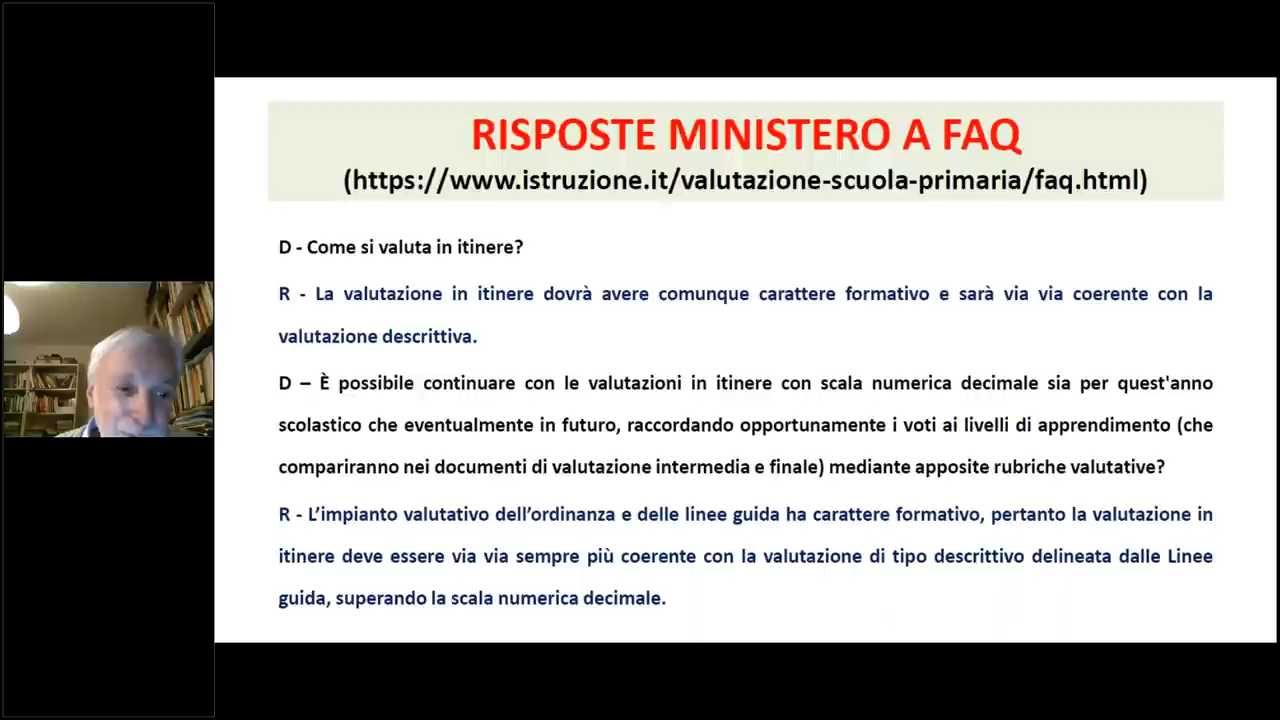 RISPOSTE MINISTERO A FAQ
(https://www.istruzione.it/valutazione-scuola-primaria/faq.html)
D - Come si valuta in itinere?
R - La valutazione in itinere dovrà avere comunque carattere formativo e sarà via via coerente con la
valutazione descrittiva.
D – È possibile continuare con le valutazioni in itinere con scala numerica decimale sia per quest'anno
scolastico che eventualmente in futuro, raccordando opportunamente i voti ai livelli di apprendimento (che
compariranno nei documenti di valutazione intermedia e finale) mediante apposite rubriche valutative?
R - L’impianto valutativo dell’ordinanza e delle linee guida ha carattere formativo, pertanto la valutazione in
itinere deve essere via via sempre più coerente con la valutazione di tipo descrittivo delineata dalle Linee
guida, superando la scala numerica decimale.